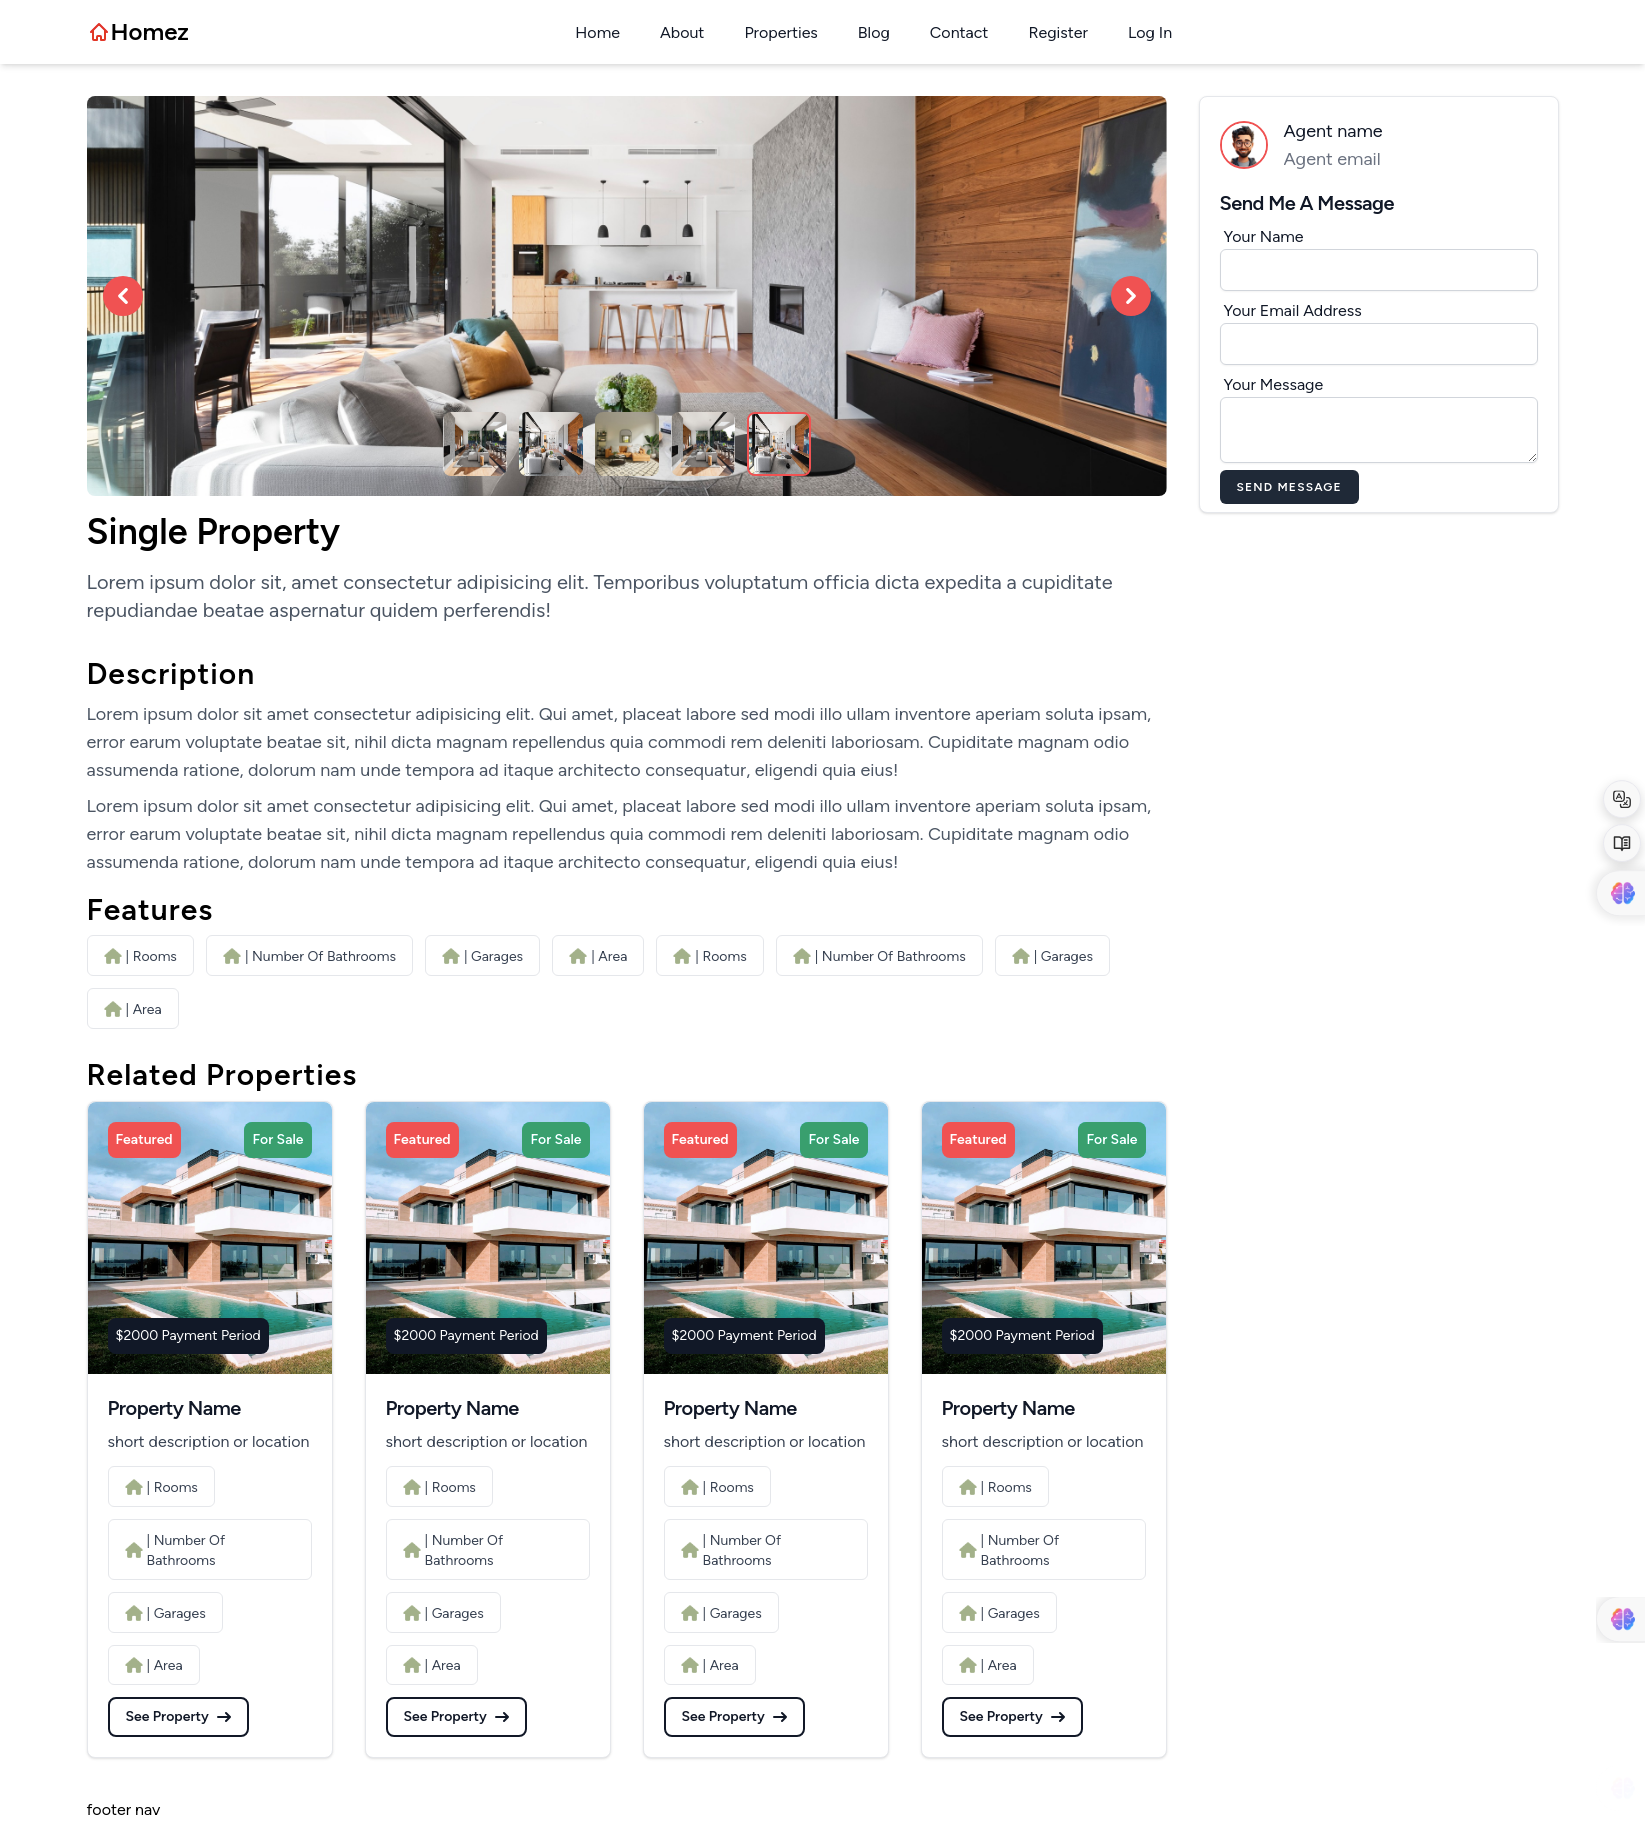 Homez
Home About Properties Blog Contact Register Log In
Agent name
Agent email
Send Me A Message
Your Name
Your Email Address
Your Message
SEND MESSAGE
Single Property
Lorem ipsum dolor sit, amet consectetur adipisicing elit. Temporibus voluptatum officia dicta expedita a cupiditate
repudiandae beatae aspernatur quidem perferendis!
Description
Lorem ipsum dolor sit amet consectetur adipisicing elit. Qui amet, placeat labore sed modi illo ullam inventore aperiam soluta ipsam,
error earum voluptate beatae sit, nihil dicta magnam repellendus quia commodi rem deleniti laboriosam. Cupiditate magnam odio
assumenda ratione, dolorum nam unde tempora ad itaque architecto consequatur, eligendi quia eius!
Lorem ipsum dolor sit amet consectetur adipisicing elit. Qui amet, placeat labore sed modi illo ullam inventore aperiam soluta ipsam,
error earum voluptate beatae sit, nihil dicta magnam repellendus quia commodi rem deleniti laboriosam. Cupiditate magnam odio
assumenda ratione, dolorum nam unde tempora ad itaque architecto consequatur, eligendi quia eius!
Features
| Rooms | Number Of Bathrooms | Garages | Area | Rooms | Number Of Bathrooms | Garages
| Area
Related Properties
Featured For Sale
$2000 Payment Period
Property Name
short description or location
| Rooms
| Number Of
Bathrooms
| Garages
| Area
See Property
Featured For Sale
$2000 Payment Period
Property Name
short description or location
| Rooms
| Number Of
Bathrooms
| Garages
| Area
See Property
Featured For Sale
$2000 Payment Period
Property Name
short description or location
| Rooms
| Number Of
Bathrooms
| Garages
| Area
See Property
Featured For Sale
$2000 Payment Period
Property Name
short description or location
| Rooms
| Number Of
Bathrooms
| Garages
| Area
See Property
footer nav